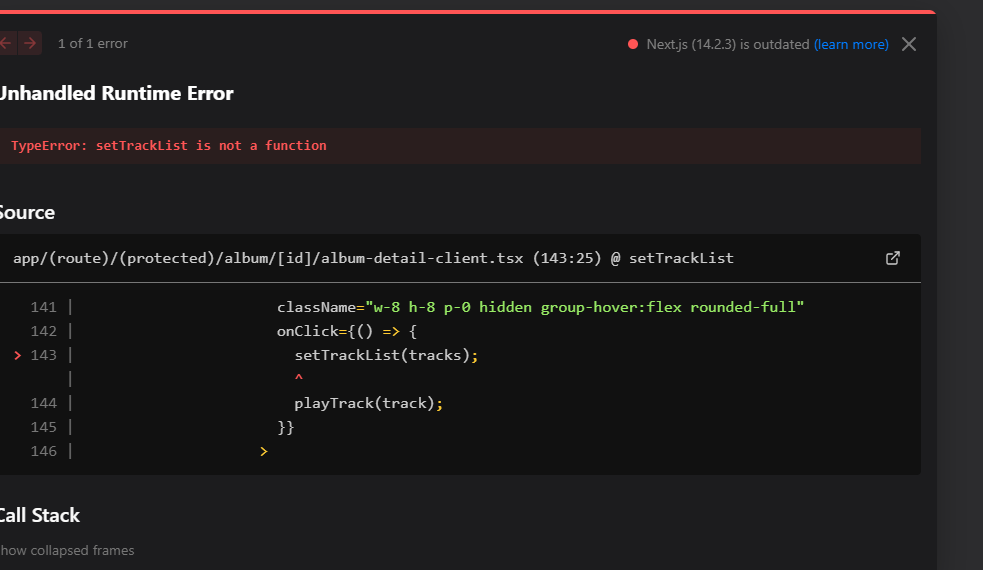 1 of 1 error
Next.js (14.2.3) is outdated (learn more)
Unhandled Runtime Error
TypeError: setTrackList is not a function
Source
app/(route)/(protected)/album/[id]/album-detail-client.tsx (143:25) @ setTrackList
141 | className="w-8 h-8 p-0 hidden group-hover:flex rounded-full"
142 | onClick={() => {
> 143 | setTrackList(tracks);
| ^
144 | playTrack(track);
145 | }}
146 | >
Call Stack
how collapsed frames